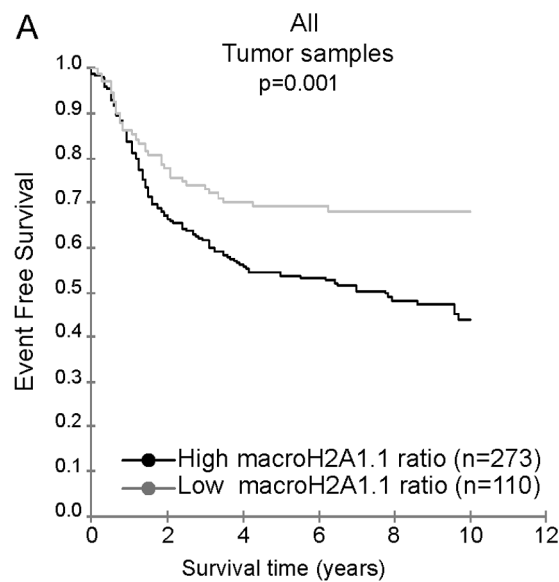 A
All
Tumor samples
p=0.001
1.0
0.9
0.8
0.7
0.6
0.5
0.4
0.3
0.2
0.1
0.0
Event Free Survival
High macroH2A1.1 ratio (n=273)
Low macroH2A1.1 ratio (n=110)
0 2 4 6 8 10 12
Survival time (years)